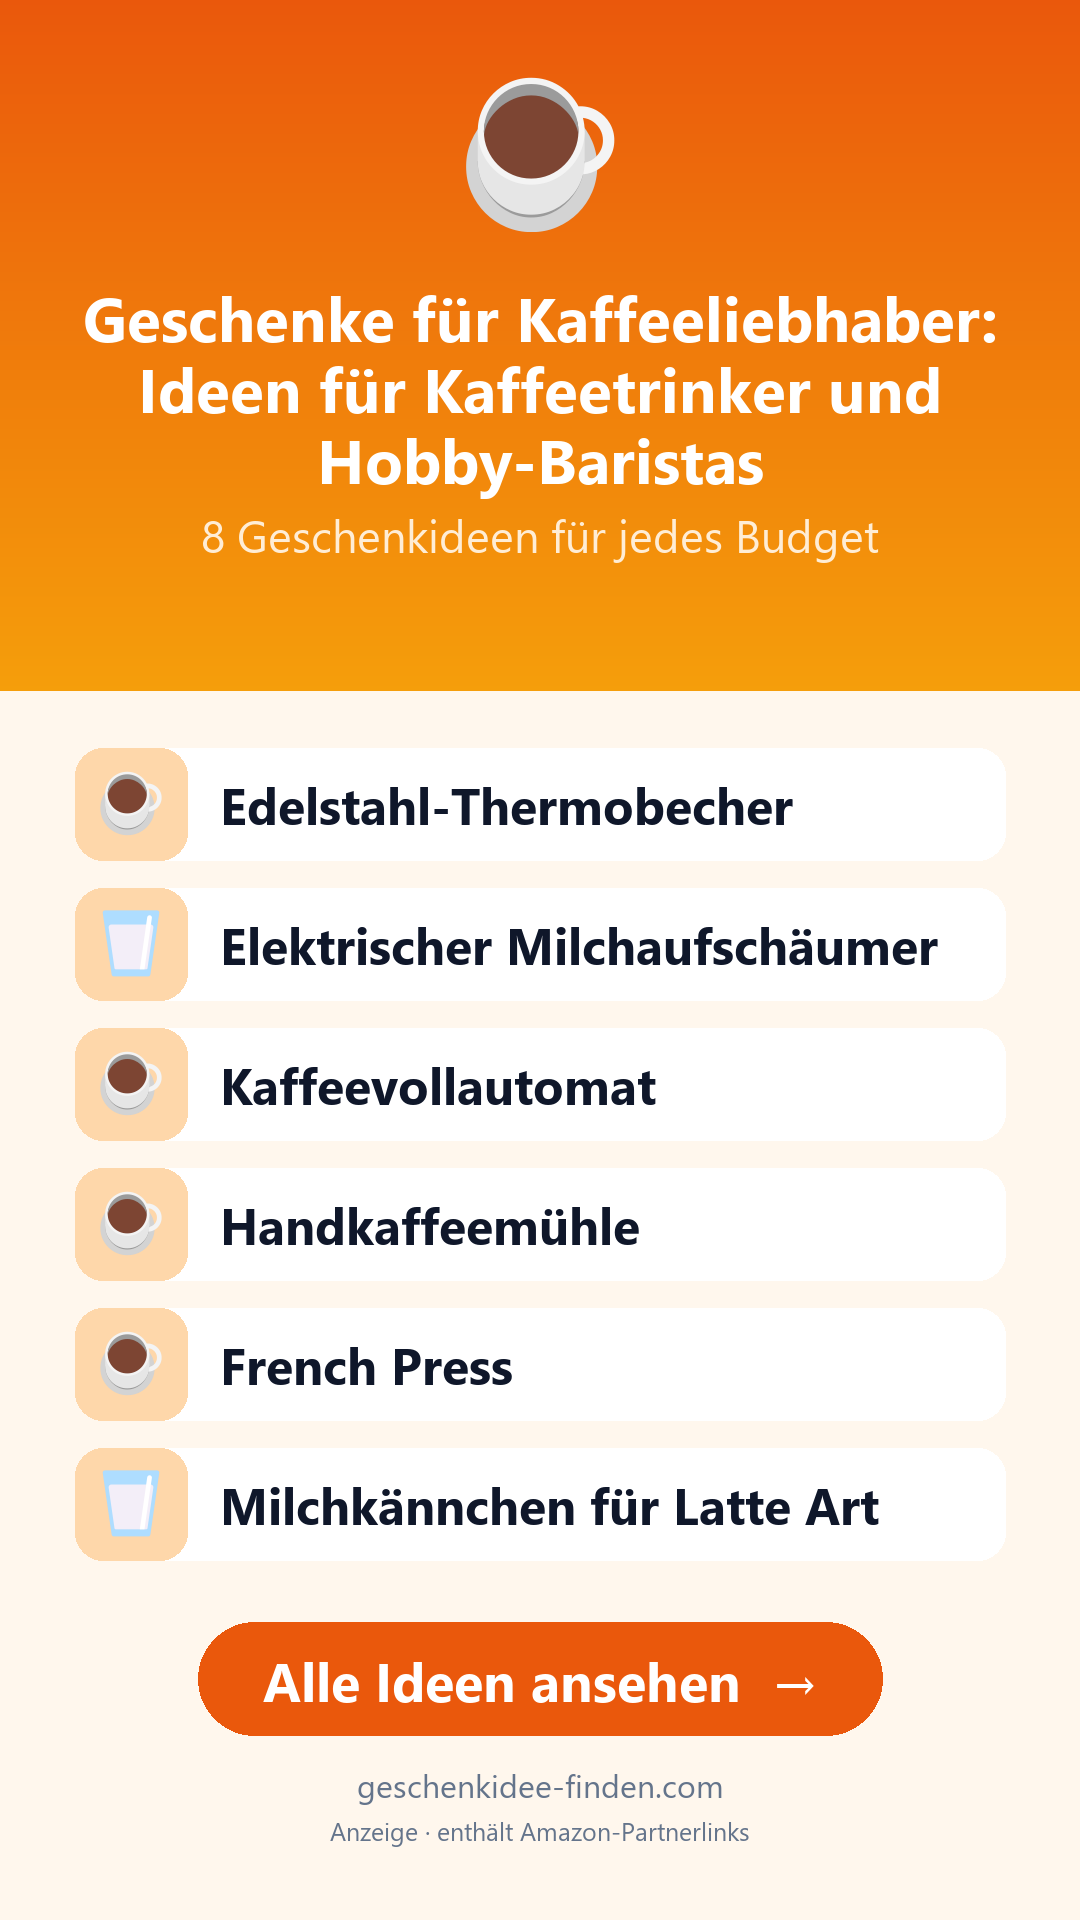 Geschenke für Kaffeeliebhaber:
Ideen für Kaffeetrinker und
Hobby-Baristas
8 Geschenkideen für jedes Budget
Edelstahl-Thermobecher
Elektrischer Milchaufschäumer
Kaffeevollautomat
Handkaffeemühle
French Press
Milchkännchen für Latte Art
Alle Ideen ansehen →
geschenkidee-finden.com
Anzeige · enthält Amazon-Partnerlinks